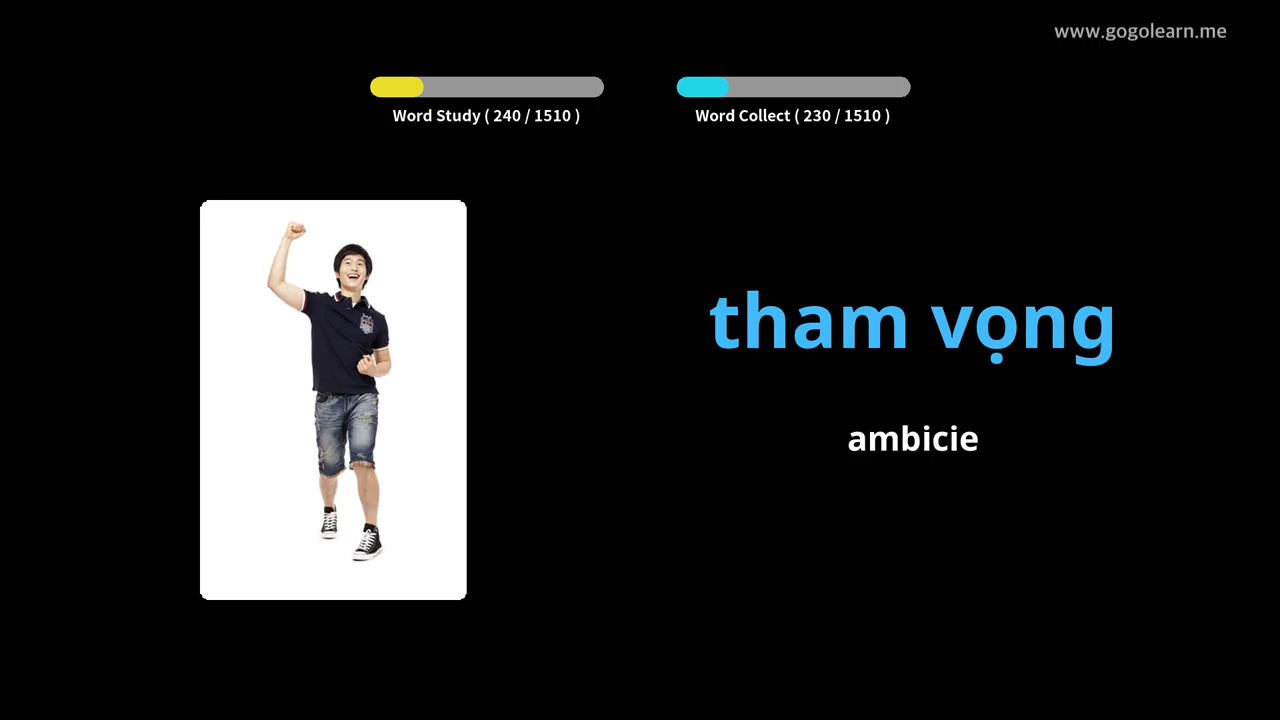 www.gogolearn.me
Word Study ( 240 / 1510 )
Word Collect ( 230 / 1510 )
tham vọng
ambicie